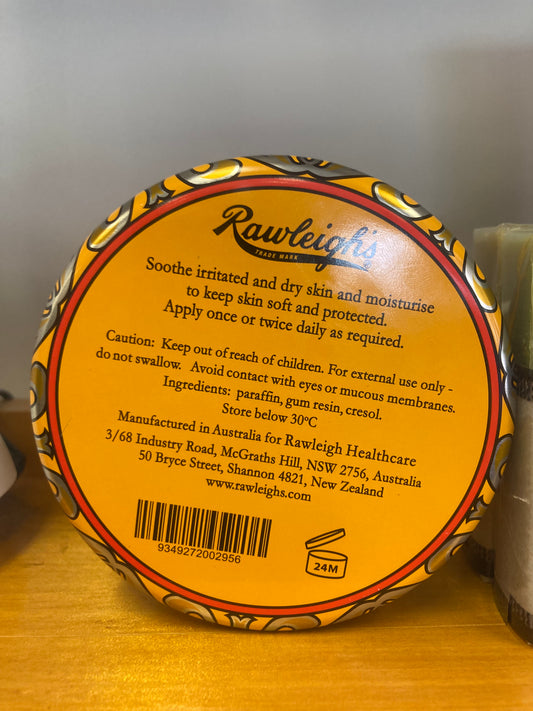 Rawleigh's
TRADE MARK
Soothe irritated and dry skin and moisturise
to keep skin soft and protected.
Apply once or twice daily as required.
Caution: Keep out of reach of children. For external use only -
do not swallow. Avoid contact with eyes or mucous membranes.
Ingredients: paraffin, gum resin, cresol.
Store below 30ºC
Manufactured in Australia for Rawleigh Healthcare
3/68 Industry Road, McGraths Hill, NSW 2756, Australia
50 Bryce Street, Shannon 4821, New Zealand
www.rawleighs.com
9349272002956
24M